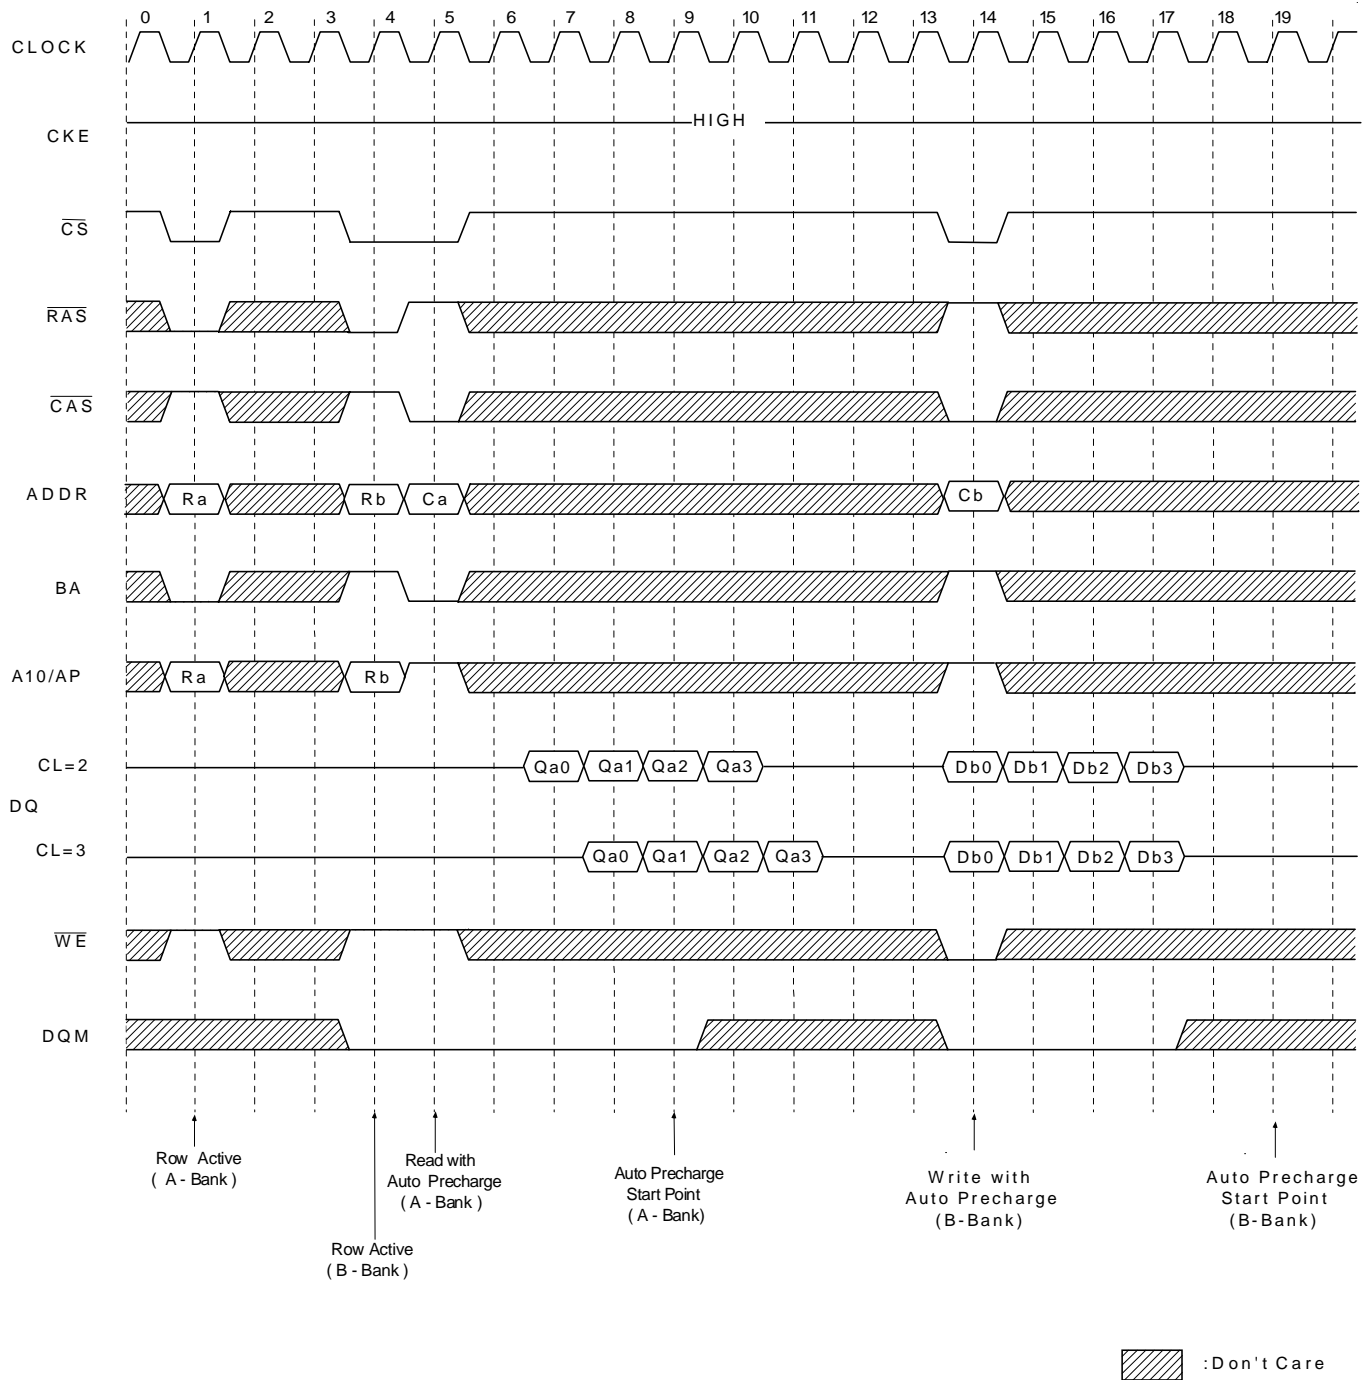 0 1 2 3 4 5 6 7 8 9 10 11 12 13 14 15 16 17 18 19
CLOCK
CKE HIGH
CS
RAS
CAS
ADDR Ra Rb Ca Cb
BA
A10/AP Ra Rb
CL=2 Qa0 Qa1 Qa2 Qa3 Db0 Db1 Db2 Db3
DQ
CL=3 Qa0 Qa1 Qa2 Qa3 Db0 Db1 Db2 Db3
WE
DQM
Row Active
( A - Bank )
Row Active
( B - Bank )
Read with
Auto Precharge
( A - Bank )
Auto Precharge
Start Point
( A - Bank)
Write with
Auto Precharge
(B-Bank)
Auto Precharge
Start Point
(B-Bank)
:Don't Care